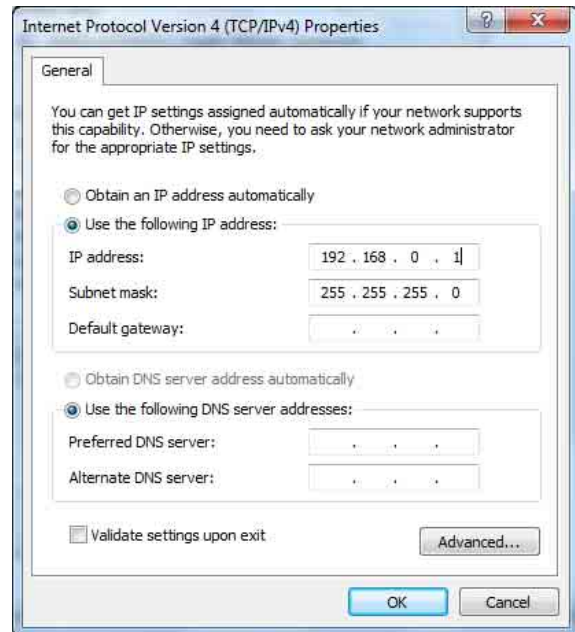 Internet Protocol Version 4 (TCP/IPv4) Properties
General
You can get IP settings assigned automatically if your network supports
this capability. Otherwise, you need to ask your network administrator
for the appropriate IP settings.
Obtain an IP address automatically
Use the following IP address:
IP address: 192 . 168 . 0 . 1
Subnet mask: 255 . 255 . 255 . 0
Default gateway: . . .
Obtain DNS server address automatically
Use the following DNS server addresses:
Preferred DNS server: . . .
Alternate DNS server: . . .
Validate settings upon exit
Advanced...
OK Cancel